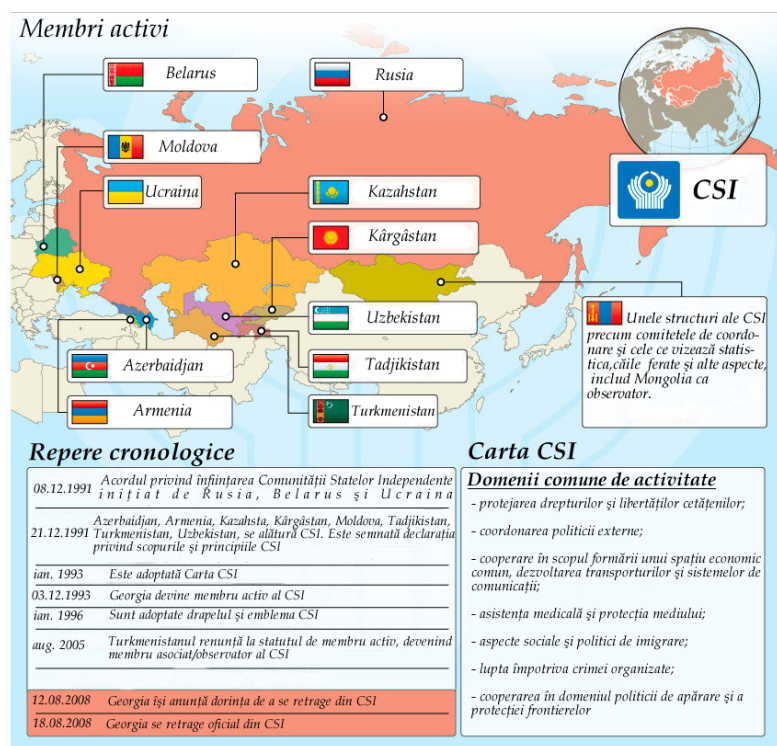 Membri activi
Belarus
Rusia
Moldova
Ucraina
Kazahstan
CSI
Kârgâstan
Uzbekistan
Unele structuri ale CSI
precum comitetele de coordo-
nare și cele ce vizează statis-
tica,căile ferate și alte aspecte,
includ Mongolia ca
observator.
Azerbaidjan
Tadjikistan
Armenia
Turkmenistan
Repere cronologice
08.12.1991 Acordul privind înființarea Comunității Statelor Independente
inițiat de Rusia, Belarus și Ucraina
21.12.1991 Azerbaidjan, Armenia, Kazahsta, Kârgâstan, Moldova, Tadjikistan,
Turkmenistan, Uzbekistan, se alătură CSI. Este semnată declarația
privind scopurile și principiile CSI
ian. 1993 Este adoptată Carta CSI
03.12.1993 Georgia devine membru activ al CSI
ian. 1996 Sunt adoptate drapelul și emblema CSI
aug. 2005 Turkmenistanul renunță la statutul de membru activ, devenind
membru asociat/observator al CSI
12.08.2008 Georgia își anunță dorința de a se retrage din CSI
18.08.2008 Georgia se retrage oficial din CSI
Carta CSI
Domenii comune de activitate
- protejarea drepturilor și libertăților cetățenilor;
- coordonarea politicii externe;
- cooperare în scopul formării unui spațiu economic
comun, dezvoltarea transporturilor și sistemelor de
comunicații;
- asistența medicală și protecția mediului;
- aspecte sociale și politici de imigrare;
- lupta împotriva crimei organizate;
- cooperarea în domeniul politicii de apărare și a
protecției frontierelor